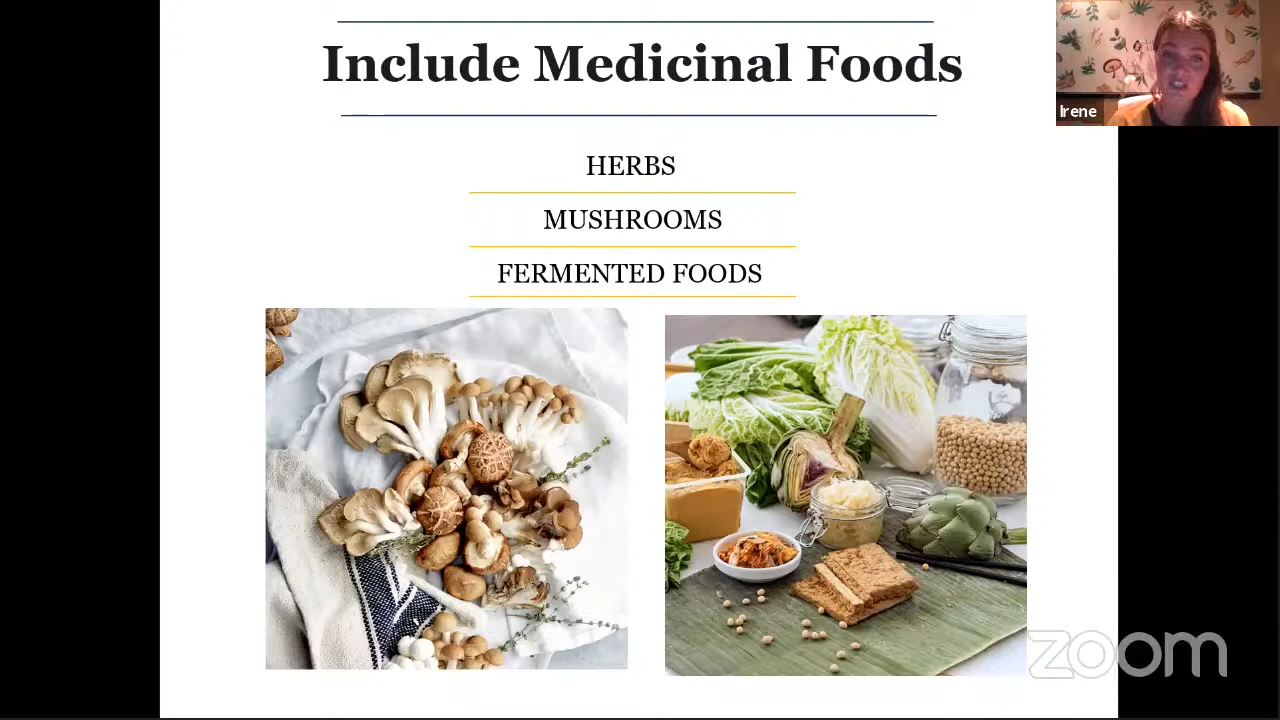 Include Medicinal Foods
Irene
HERBS
MUSHROOMS
FERMENTED FOODS
zoom